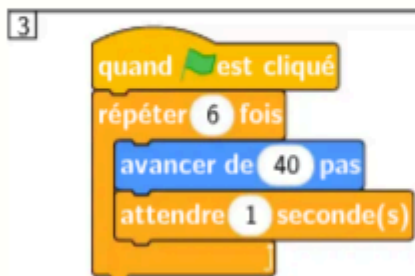 3
quand est cliqué
répéter 6 fois
avancer de 40 pas
attendre 1 seconde(s)